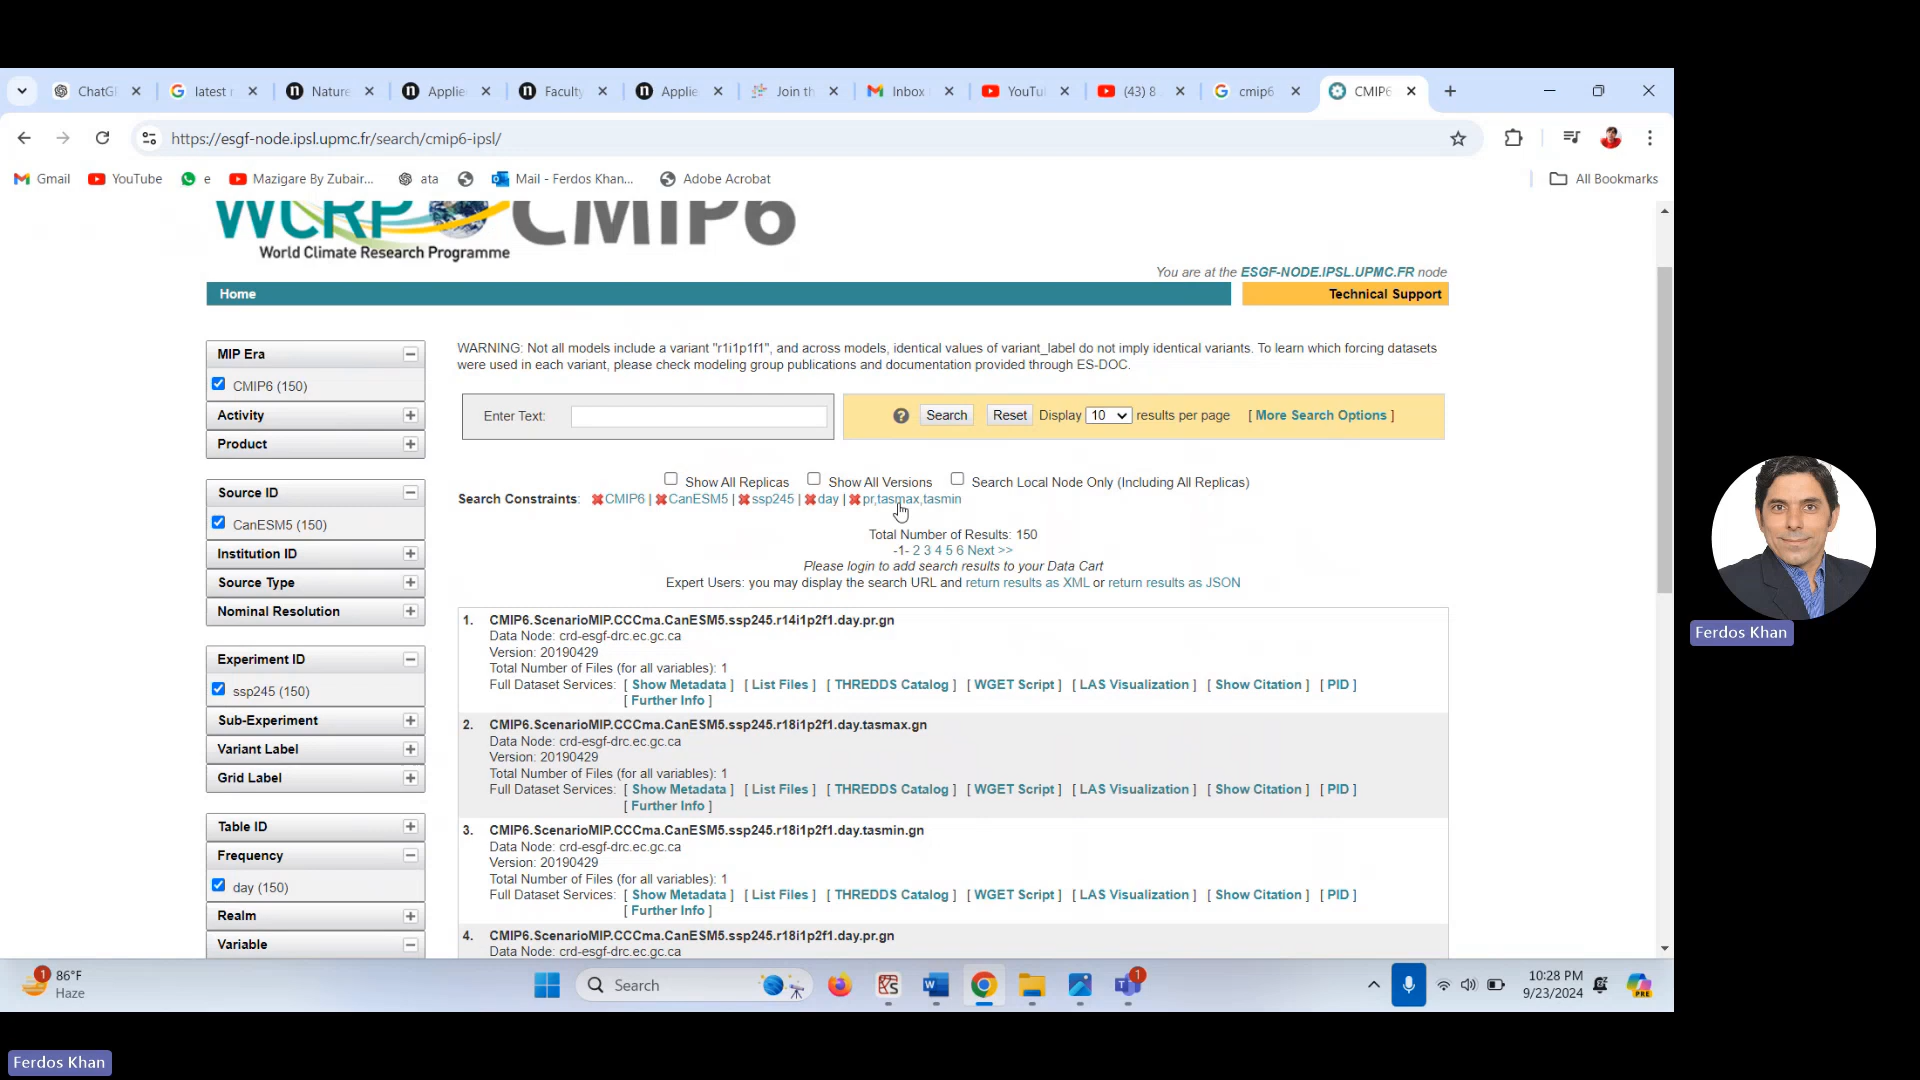 ChatG
latest r
Nature
Applie
Faculty
Applie
Join th
Inbox
YouTu
(43) 8
cmip6
CMIP6
https://esgf-node.ipsl.upmc.fr/search/cmip6-ipsl/
Gmail
YouTube
e
Mazigare By Zubair...
ata
Mail - Ferdos Khan...
Adobe Acrobat
All Bookmarks
WCRP CMIP6
World Climate Research Programme
You are at the ESGF-NODE.IPSL.UPMC.FR node
Home
Technical Support
MIP Era
CMIP6 (150)
Activity
Product
Source ID
CanESM5 (150)
Institution ID
Source Type
Nominal Resolution
Experiment ID
ssp245 (150)
Sub-Experiment
Variant Label
Grid Label
Table ID
Frequency
day (150)
Realm
Variable
WARNING: Not all models include a variant "r1i1p1f1", and across models, identical values of variant_label do not imply identical variants. To learn which forcing datasets
were used in each variant, please check modeling group publications and documentation provided through ES-DOC.
Enter Text:
Search Reset Display 10 results per page [ More Search Options ]
Show All Replicas Show All Versions Search Local Node Only (Including All Replicas)
Search Constraints: CMIP6 | CanESM5 | ssp245 | day | pr,tasmax,tasmin
Total Number of Results: 150
-1- 2 3 4 5 6 Next >>
Please login to add search results to your Data Cart
Expert Users: you may display the search URL and return results as XML or return results as JSON
1. CMIP6.ScenarioMIP.CCCma.CanESM5.ssp245.r14i1p2f1.day.pr.gn
Data Node: crd-esgf-drc.ec.gc.ca
Version: 20190429
Total Number of Files (for all variables): 1
Full Dataset Services: [ Show Metadata ] [ List Files ] [ THREDDS Catalog ] [ WGET Script ] [ LAS Visualization ] [ Show Citation ] [ PID ]
[ Further Info ]
2. CMIP6.ScenarioMIP.CCCma.CanESM5.ssp245.r18i1p2f1.day.tasmax.gn
Data Node: crd-esgf-drc.ec.gc.ca
Version: 20190429
Total Number of Files (for all variables): 1
Full Dataset Services: [ Show Metadata ] [ List Files ] [ THREDDS Catalog ] [ WGET Script ] [ LAS Visualization ] [ Show Citation ] [ PID ]
[ Further Info ]
3. CMIP6.ScenarioMIP.CCCma.CanESM5.ssp245.r18i1p2f1.day.tasmin.gn
Data Node: crd-esgf-drc.ec.gc.ca
Version: 20190429
Total Number of Files (for all variables): 1
Full Dataset Services: [ Show Metadata ] [ List Files ] [ THREDDS Catalog ] [ WGET Script ] [ LAS Visualization ] [ Show Citation ] [ PID ]
[ Further Info ]
4. CMIP6.ScenarioMIP.CCCma.CanESM5.ssp245.r18i1p2f1.day.pr.gn
Data Node: crd-esgf-drc.ec.gc.ca
Ferdos Khan
1
86°F
Haze
Search
1
10:28 PM
9/23/2024
PRE
Ferdos Khan